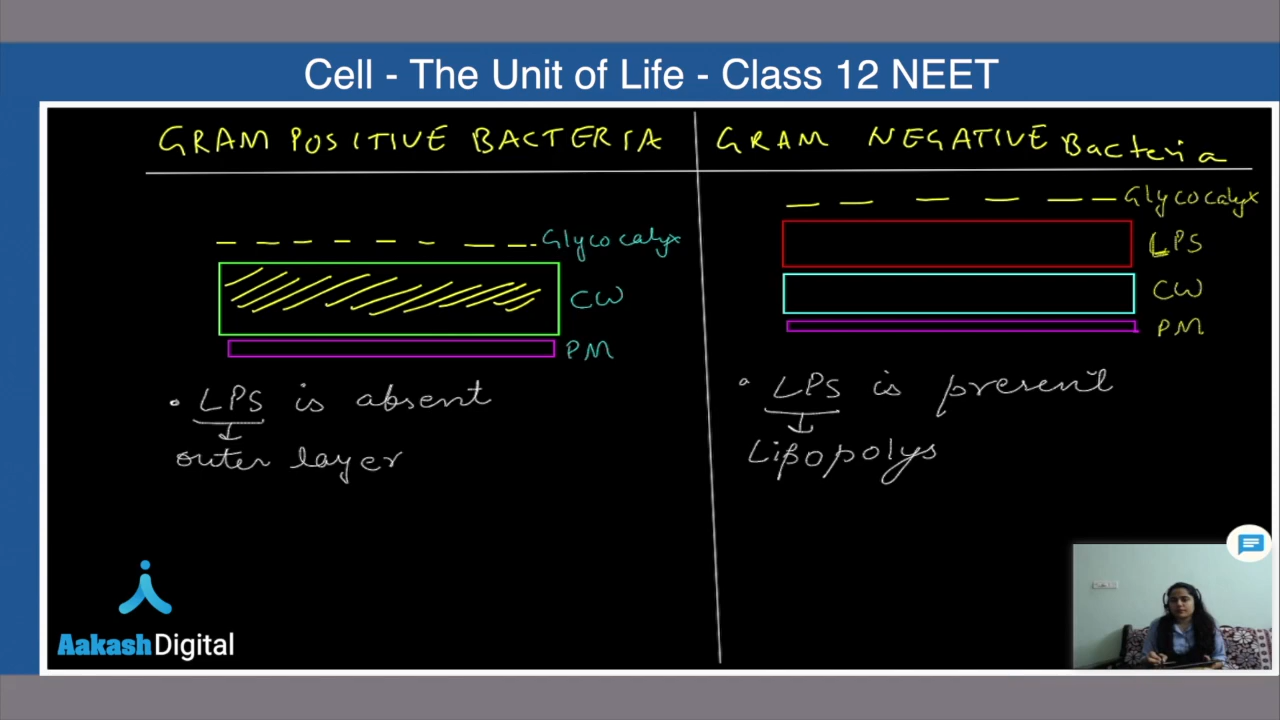 Cell - The Unit of Life - Class 12 NEET
GRAM POSITIVE BACTERIA
GRAM NEGATIVE Bacteria
Glycocalyx
CW
PM
• LPS is absent
outer layer
Glycocalyx
LPS
CW
PM
• LPS is present
Lipopolys
Aakash Digital